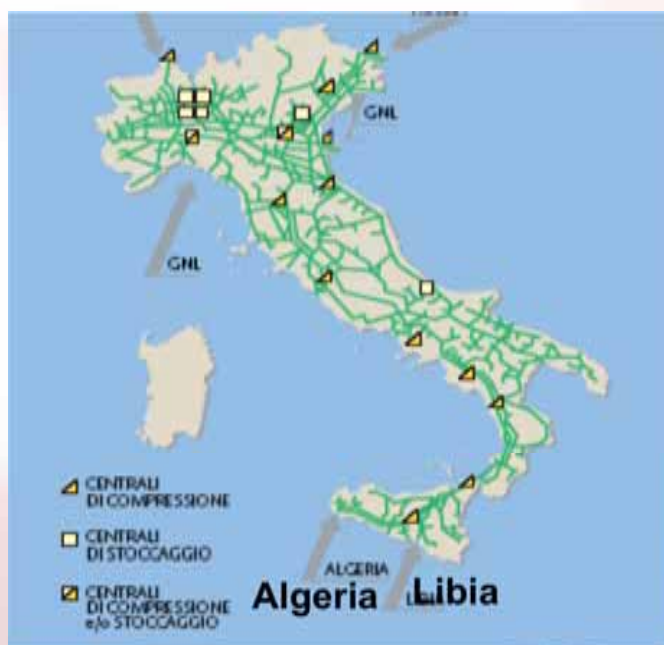 GNL
GNL
CENTRALI
DI COMPRESSIONE
CENTRALI
DI STOCCAGGIO
CENTRALI
DI COMPRESSIONE
e/o STOCCAGGIO
ALGERIA
Algeria
Libia